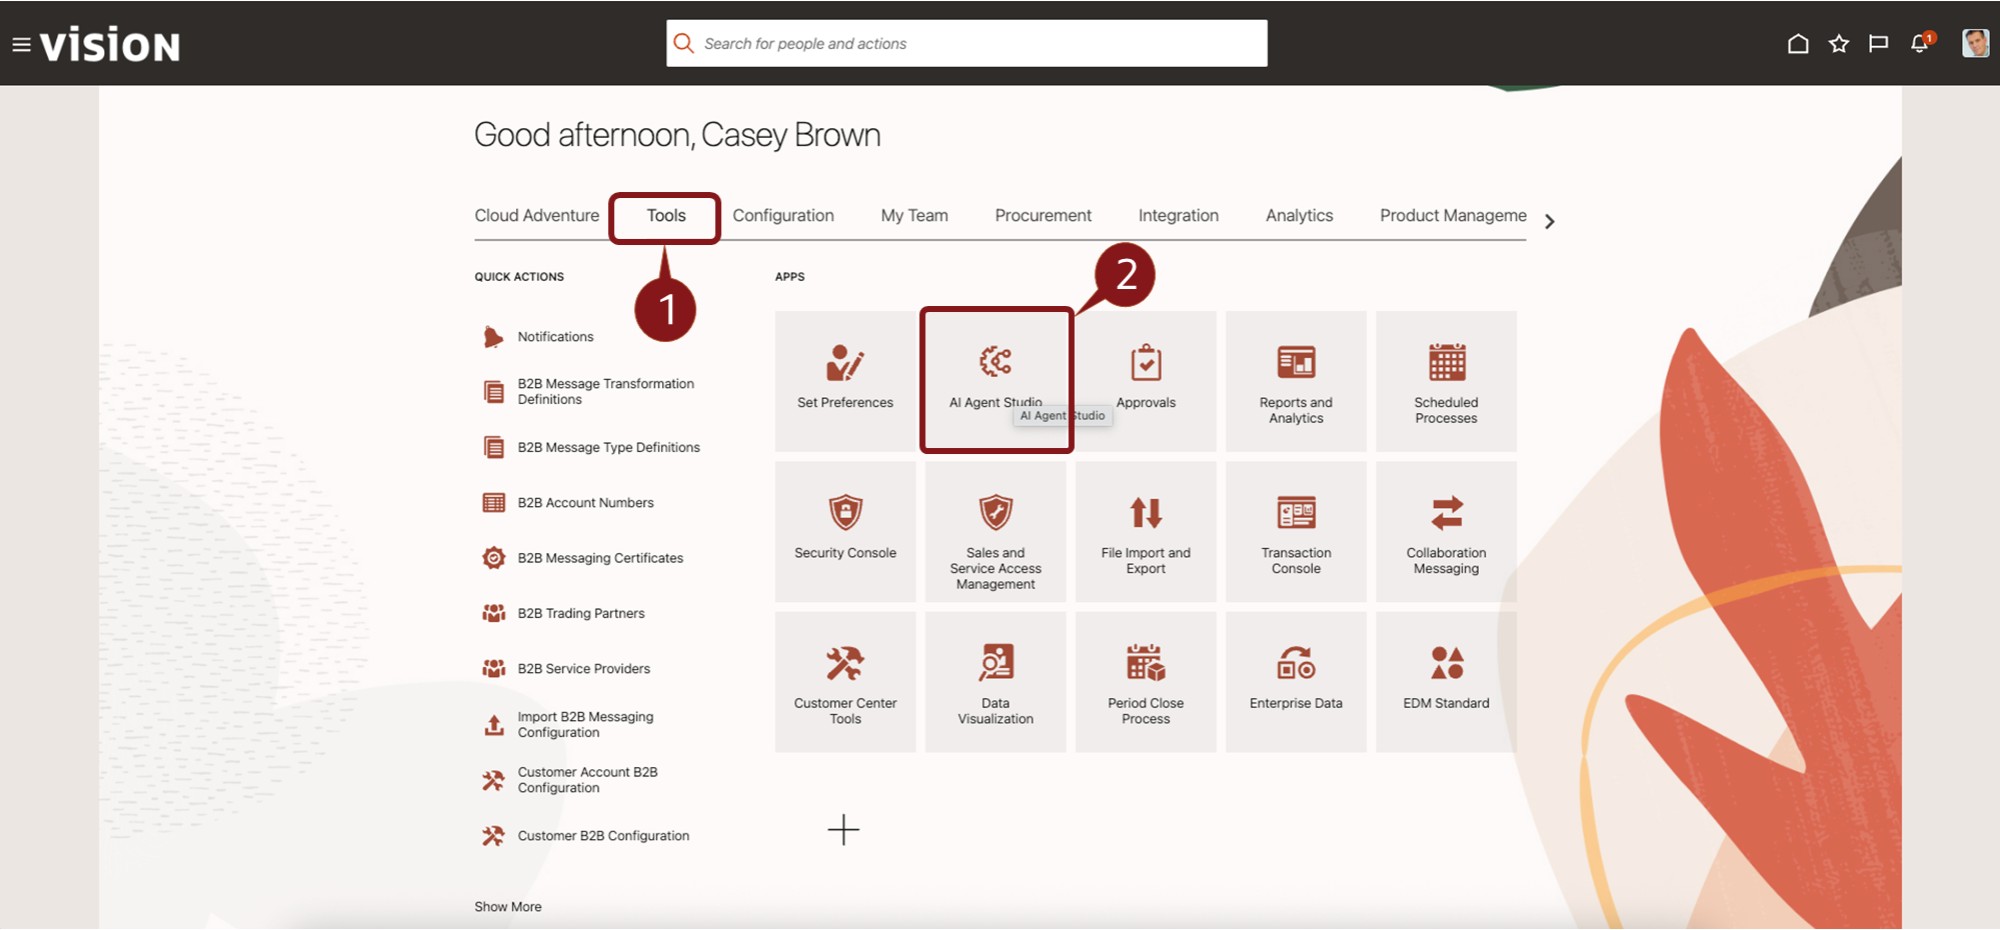 vision
Search for people and actions
1
Good afternoon, Casey Brown
Cloud Adventure
Tools
Configuration
My Team
Procurement
Integration
Analytics
Product Manageme
1
2
QUICK ACTIONS
Notifications
B2B Message Transformation
Definitions
B2B Message Type Definitions
B2B Account Numbers
B2B Messaging Certificates
B2B Trading Partners
B2B Service Providers
Import B2B Messaging
Configuration
Customer Account B2B
Configuration
Customer B2B Configuration
Show More
APPS
Set Preferences
AI Agent Studio
AI Agent Studio
Approvals
Reports and
Analytics
Scheduled
Processes
Security Console
Sales and
Service Access
Management
File Import and
Export
Transaction
Console
Collaboration
Messaging
Customer Center
Tools
Data
Visualization
Period Close
Process
Enterprise Data
EDM Standard